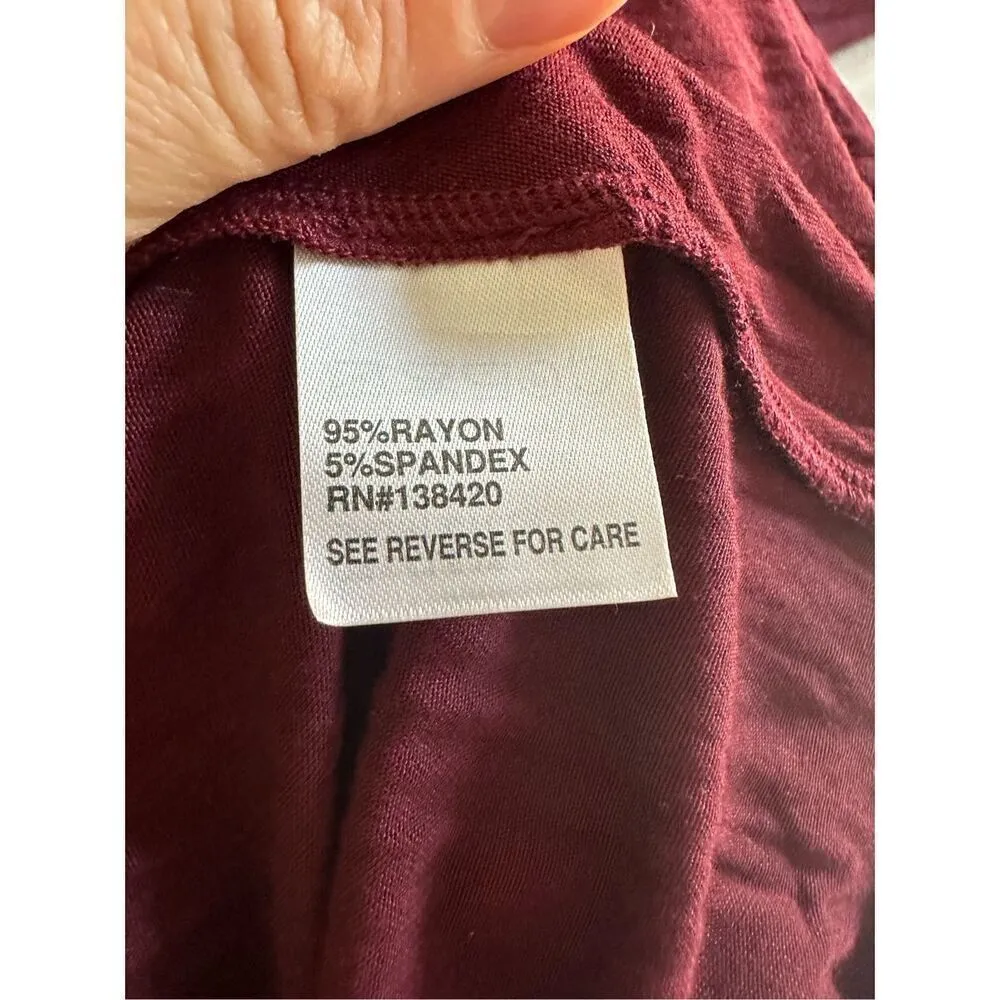 95%RAYON
5%SPANDEX
RN#138420
SEE REVERSE FOR CARE